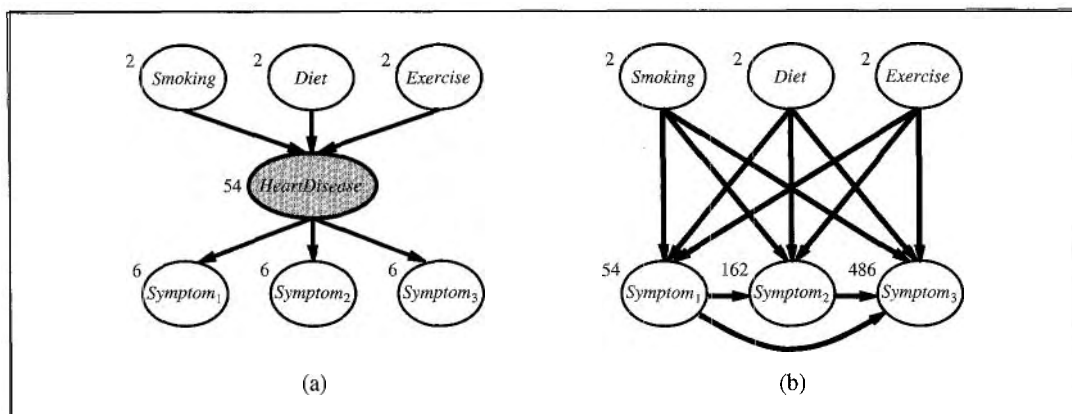 2 Smoking 2 Diet 2 Exercise 2 Smoking 2 Diet 2 Exercise
54 HeartDisease
6 Symptom₁ 6 Symptom₂ 6 Symptom₃ 54 Symptom₁ 162 Symptom₂ 486 Symptom₃
(a) (b)